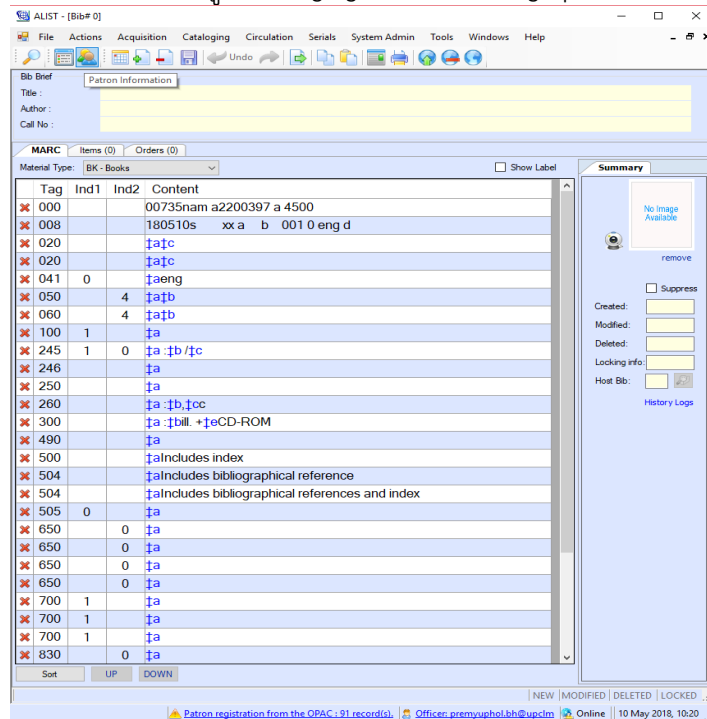 ALIST - [Bib# 0]
File Actions Acquisition Cataloging Circulation Serials System Admin Tools Windows Help
Undo
Bib Brief
Patron Information
Title :
Author :
Call No :
MARC Items (0) Orders (0)
Material Type: BK - Books Show Label
Summary
Tag Ind1 Ind2 Content
000 00735nam a2200397 a 4500
008 180510s xx a b 001 0 eng d
020 ‡a‡c
020 ‡a‡c
041 0 ‡aeng
050 4 ‡a‡b
060 4 ‡a‡b
100 1 ‡a
245 1 0 ‡a :‡b /‡c
246 ‡a
250 ‡a
260 ‡a :‡b,‡cc
300 ‡a :‡bill. +‡eCD-ROM
490 ‡a
500 ‡aIncludes index
504 ‡aIncludes bibliographical reference
504 ‡aIncludes bibliographical references and index
505 0 ‡a
650 0 ‡a
650 0 ‡a
650 0 ‡a
650 0 ‡a
700 1 ‡a
700 1 ‡a
700 1 ‡a
830 0 ‡a
No Image
Available
remove
Suppress
Created:
Modified:
Deleted:
Locking info:
Host Bib:
History Logs
Sort UP DOWN
NEW MODIFIED DELETED LOCKED
Patron registration from the OPAC : 91 record(s). Officer: premyuphol.bh@upclm Online 10 May 2018, 10:20